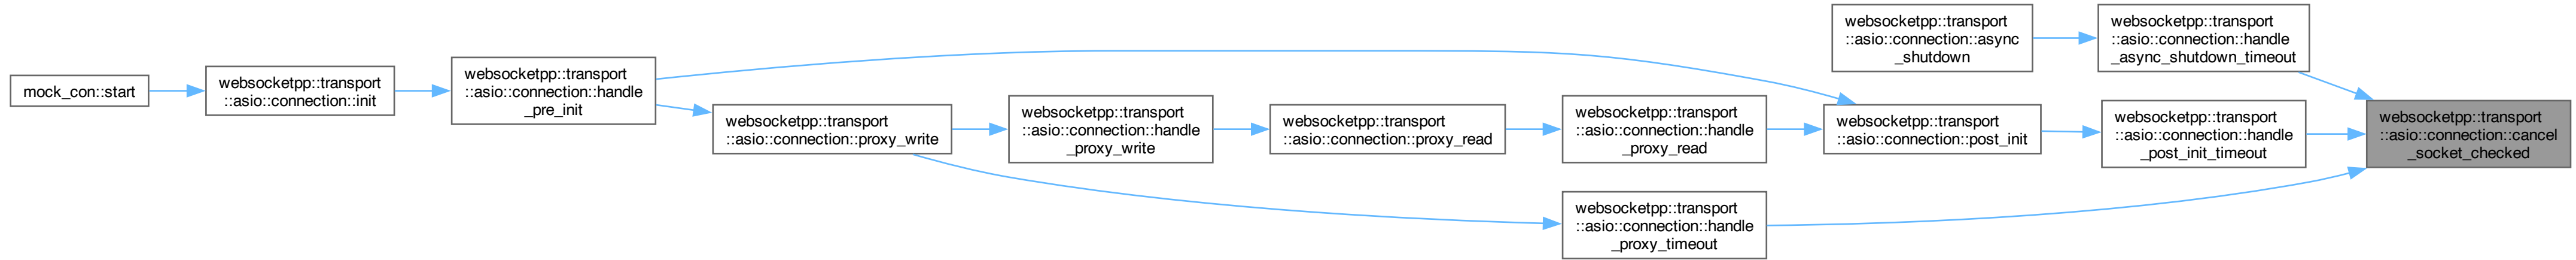 mock_con::start
websocketpp::transport
::asio::connection::init
websocketpp::transport
::asio::connection::handle
_pre_init
websocketpp::transport
::asio::connection::proxy_write
websocketpp::transport
::asio::connection::handle
_proxy_write
websocketpp::transport
::asio::connection::proxy_read
websocketpp::transport
::asio::connection::handle
_proxy_read
websocketpp::transport
::asio::connection::handle
_proxy_timeout
websocketpp::transport
::asio::connection::async
_shutdown
websocketpp::transport
::asio::connection::post_init
websocketpp::transport
::asio::connection::handle
_async_shutdown_timeout
websocketpp::transport
::asio::connection::handle
_post_init_timeout
websocketpp::transport
::asio::connection::cancel
_socket_checked